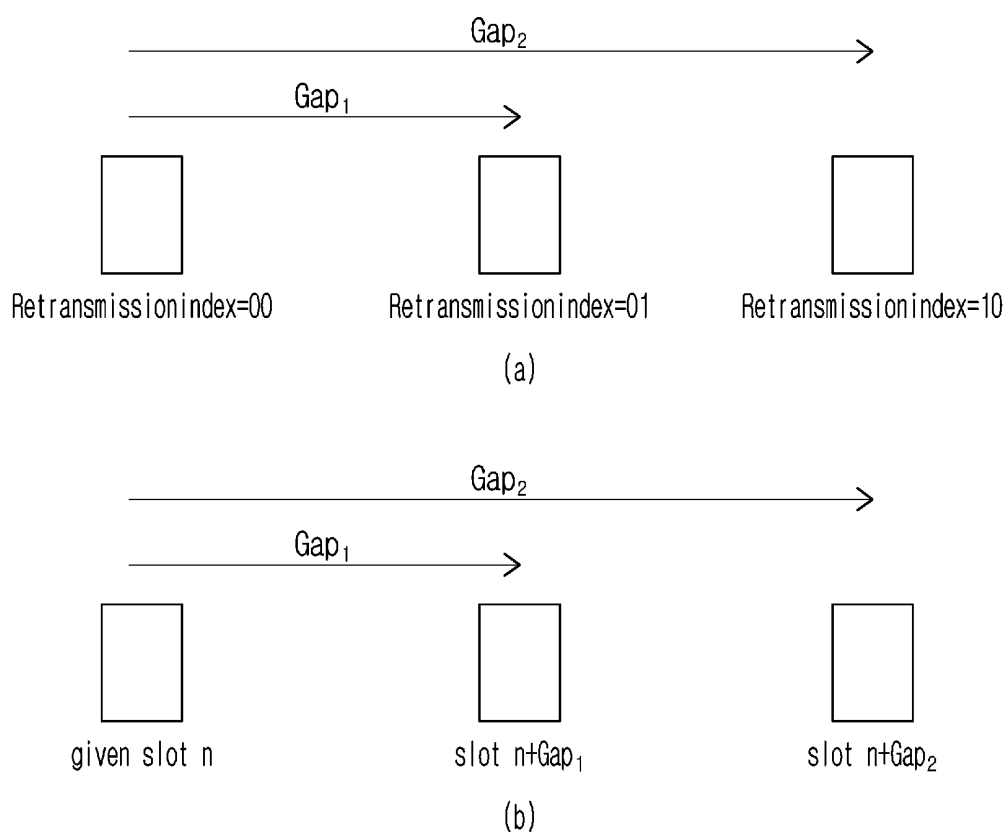 Gap₂
Gap₁
Retransmissionindex=00 Retransmissionindex=01 Retransmissionindex=10
(a)
Gap₂
Gap₁
given slot n slot n+Gap₁ slot n+Gap₂
(b)